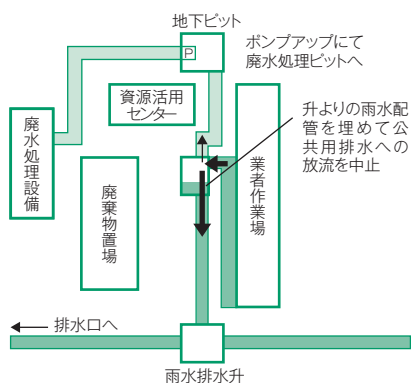 地下ピット
P
ポンプアップにて
廃水処理ピットへ
資源活用
センター
升よりの雨水配
管を埋めて公
共用排水への
放流を中止
廃水処理設備
廃棄物置場
業者作業場
排水口へ
雨水排水升